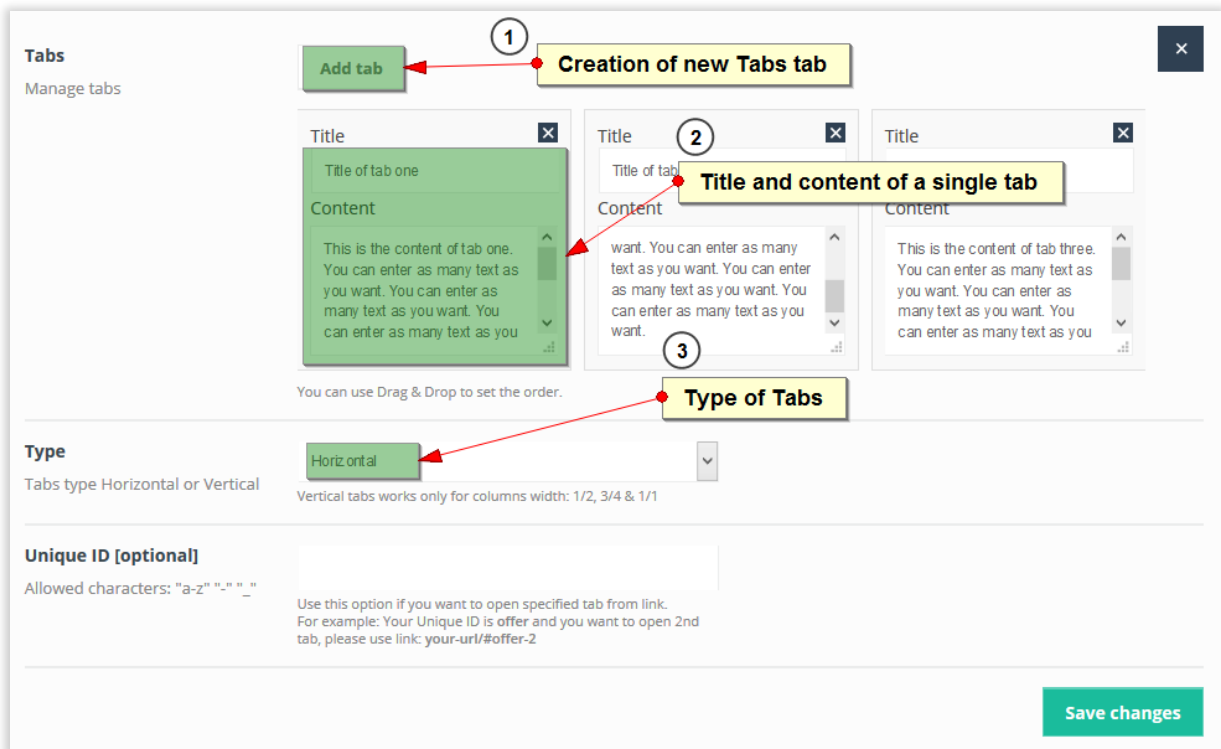 1
Tabs
Add tab
Creation of new Tabs tab
Manage tabs
Title
Title
2
Title
Title of tab one
Title of tab
Title and content of a single tab
Content
Content
Content
This is the content of tab one.
You can enter as many text as
you want. You can enter as
many text as you want. You
can enter as many text as you
want. You can enter as many
text as you want. You can enter
as many text as you want. You
can enter as many text as you
want.
This is the content of tab three.
You can enter as many text as
you want. You can enter as
many text as you want. You
can enter as many text as you
3
You can use Drag & Drop to set the order.
Type of Tabs
Type
Horizontal
Tabs type Horizontal or Vertical
Vertical tabs works only for columns width: 1/2, 3/4 & 1/1
Unique ID [optional]
Allowed characters: "a-z" "-" "_"
Use this option if you want to open specified tab from link.
For example: Your Unique ID is offer and you want to open 2nd
tab, please use link: your-url/#offer-2
Save changes